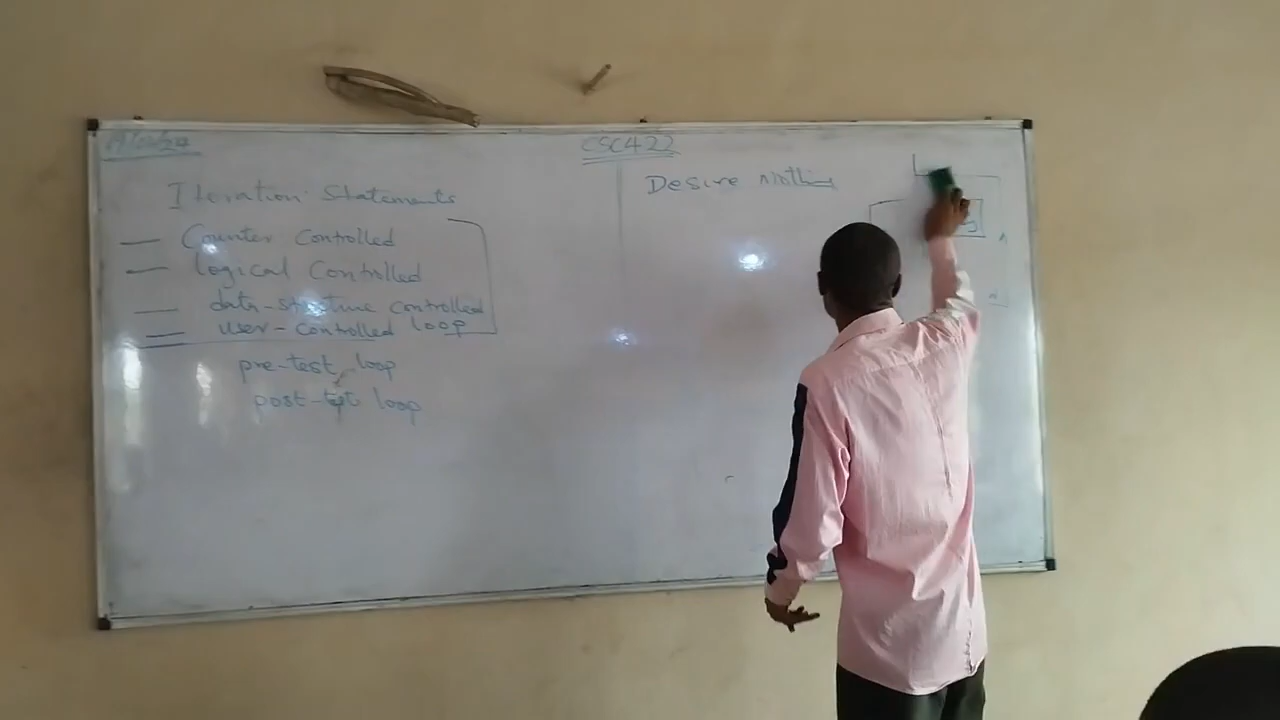 CSC422
Iteration Statements
Counter Controlled
logical Controlled
data-structure controlled
user-controlled loop
pre-test loop
post-test loop
Desire